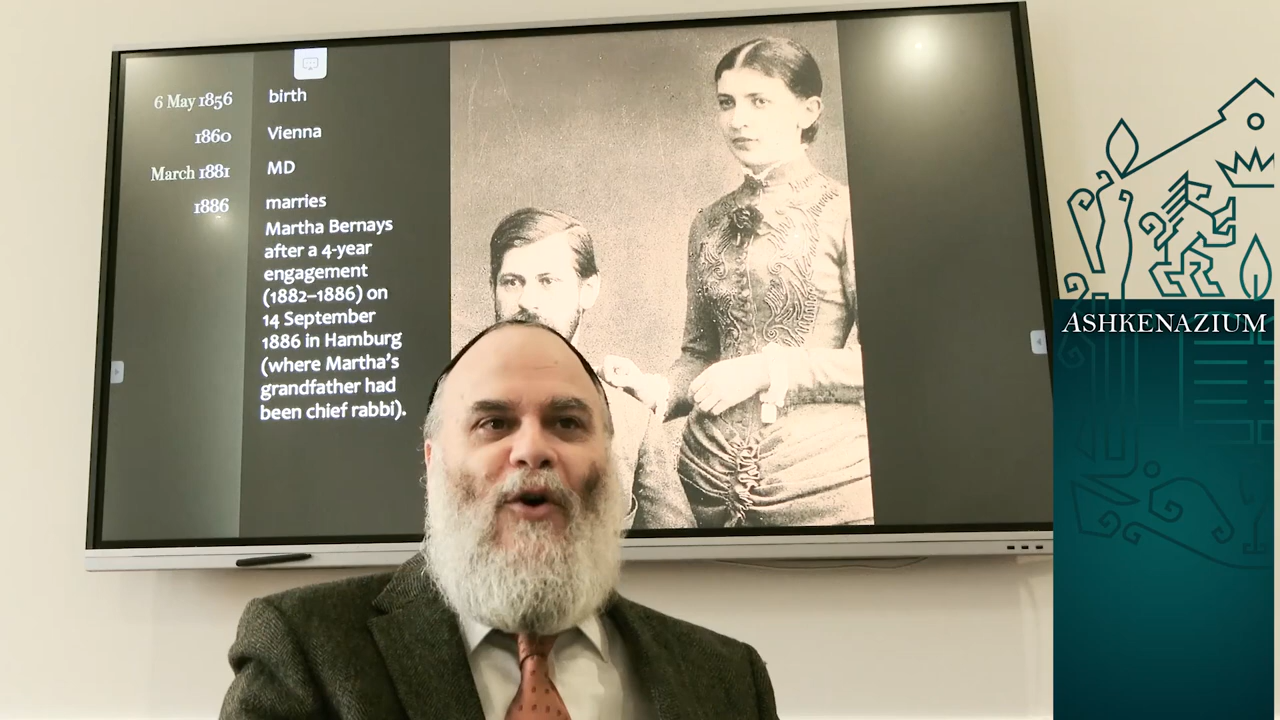 6 May 1856 birth
1860 Vienna
March 1881 MD
1886 marries
Martha Bernays
after a 4-year
engagement
(1882–1886) on
14 September
1886 in Hamburg
(where Martha's
grandfather had
been chief rabbi).
ASHKENAZIUM